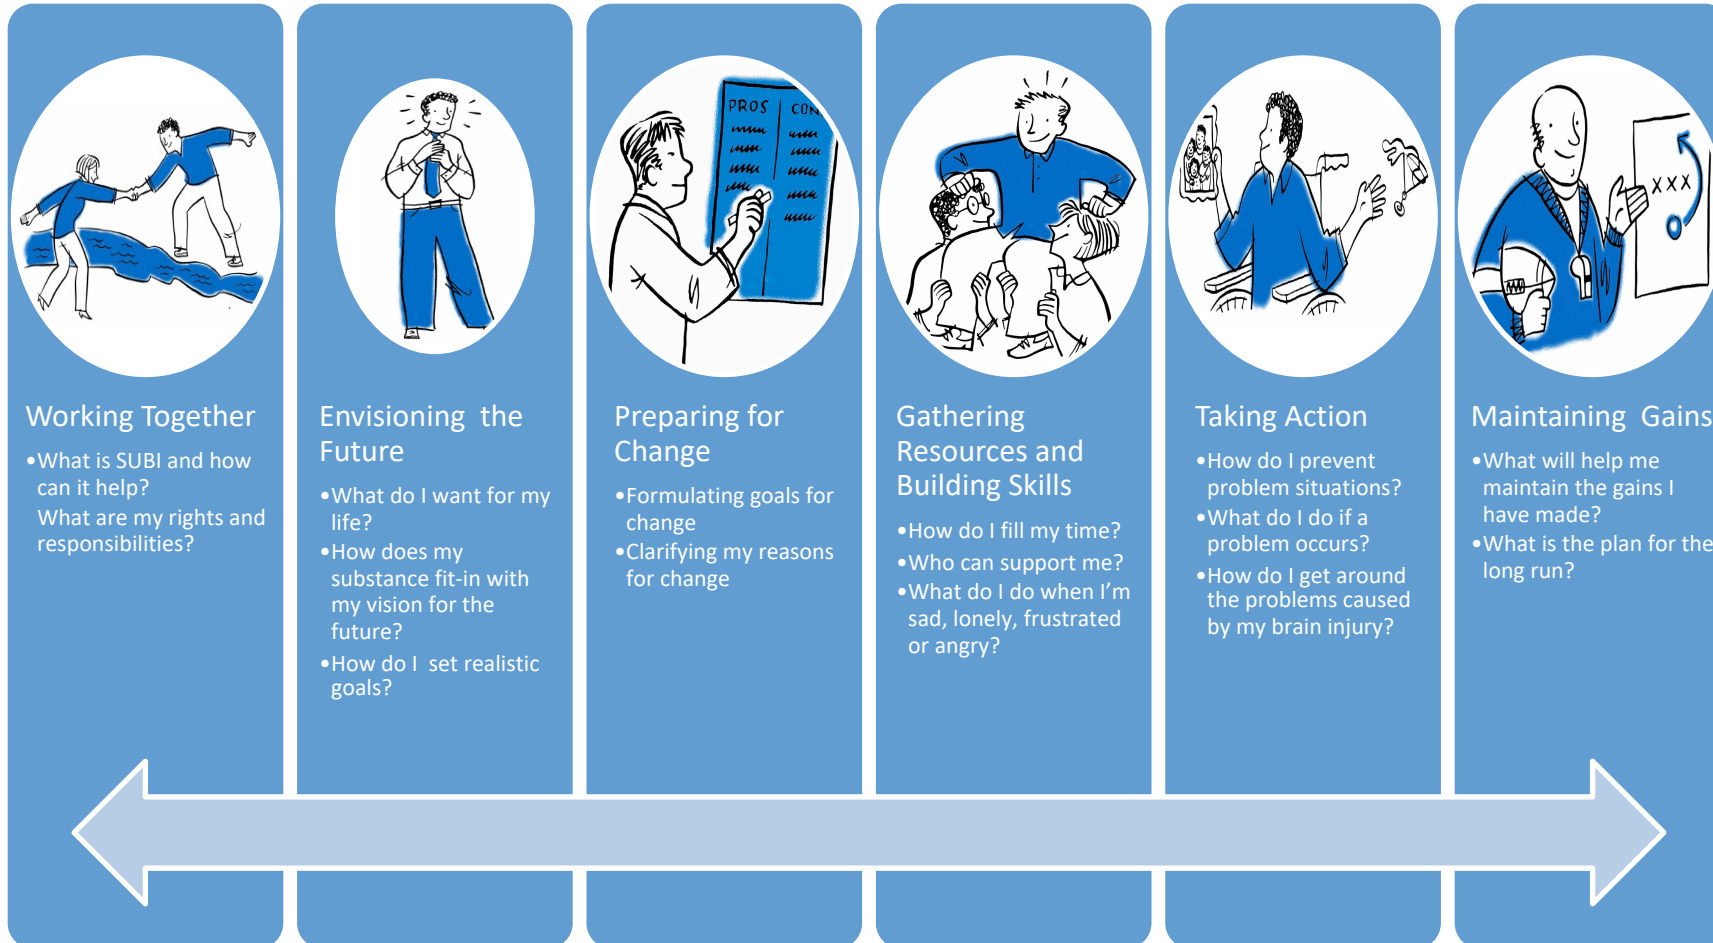 PROS CON
Working Together
•What is SUBI and how
can it help?
What are my rights and
responsibilities?
Envisioning the
Future
•What do I want for my
life?
•How does my
substance fit-in with
my vision for the
future?
•How do I set realistic
goals?
Preparing for
Change
•Formulating goals for
change
•Clarifying my reasons
for change
Gathering
Resources and
Building Skills
•How do I fill my time?
•Who can support me?
•What do I do when I’m
sad, lonely, frustrated
or angry?
Taking Action
•How do I prevent
problem situations?
•What do I do if a
problem occurs?
•How do I get around
the problems caused
by my brain injury?
XXX
Maintaining Gains
•What will help me
maintain the gains I
have made?
•What is the plan for the
long run?